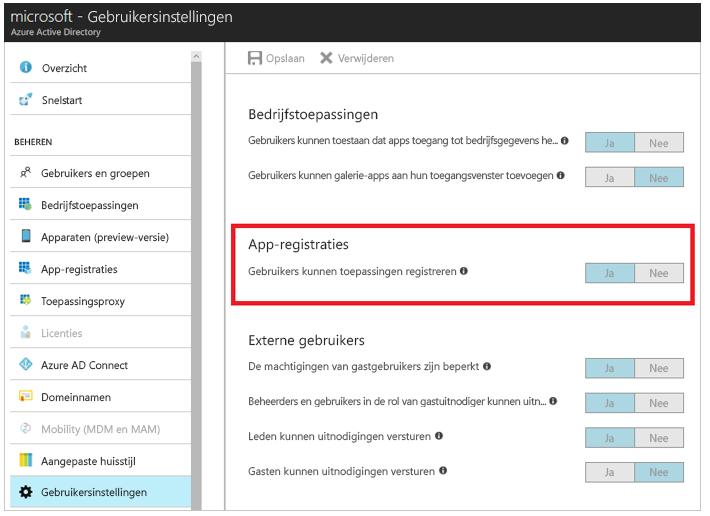 microsoft - Gebruikersinstellingen
Azure Active Directory
Overzicht
Snelstart
BEHEREN
Gebruikers en groepen
Bedrijfstoepassingen
Apparaten (preview-versie)
App-registraties
Toepassingsproxy
Licenties
Azure AD Connect
Domeinnamen
Mobility (MDM en MAM)
Aangepaste huisstijl
Gebruikersinstellingen
Opslaan Verwijderen
Bedrijfstoepassingen
Gebruikers kunnen toestaan dat apps toegang tot bedrijfsgegevens he... Ja Nee
Gebruikers kunnen galerie-apps aan hun toegangsvenster toevoegen Ja Nee
App-registraties
Gebruikers kunnen toepassingen registreren Ja Nee
Externe gebruikers
De machtigingen van gastgebruikers zijn beperkt Ja Nee
Beheerders en gebruikers in de rol van gastuitnodiger kunnen uitn... Ja Nee
Leden kunnen uitnodigingen versturen Ja Nee
Gasten kunnen uitnodigingen versturen Ja Nee